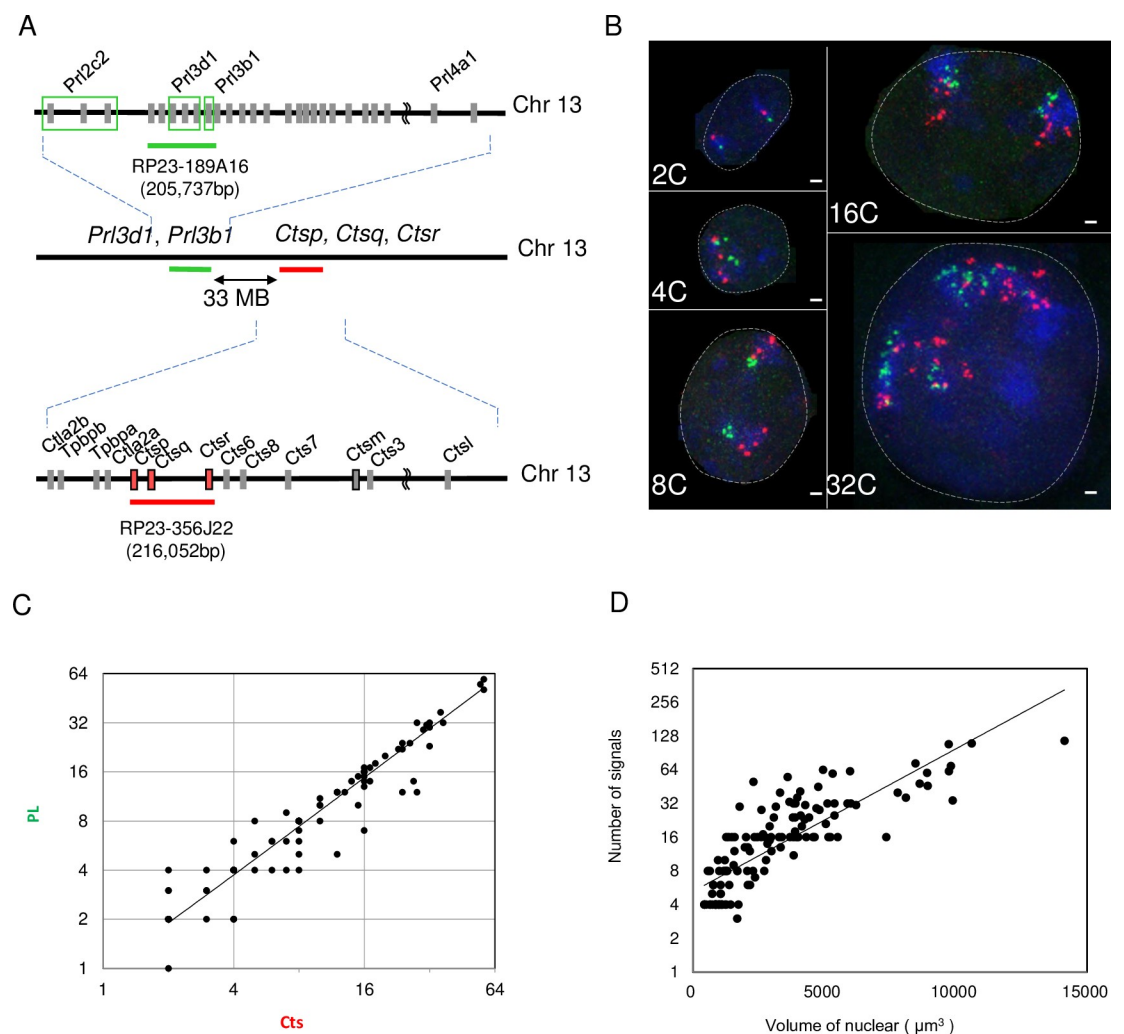 A
Prl2c2
Prl3d1
Prl3b1
Prl4a1
Chr 13
RP23-189A16
(205,737bp)
Prl3d1, Prl3b1
Ctsp, Ctsq, Ctsr
Chr 13
33 MB
Ctla2b
Tpbpb
Tpbpa
Ctla2a
Ctsp
Ctsq
Ctsr
Cts6
Cts8
Cts7
Ctsm
Cts3
Ctsl
Chr 13
RP23-356J22
(216,052bp)
B
2C
4C
8C
16C
32C
C
64
32
16
8
4
2
1
PL
1
4
16
64
Cts
D
512
256
128
64
32
16
8
4
2
1
Number of signals
0
5000
10000
15000
Volume of nuclear ( µm³ )